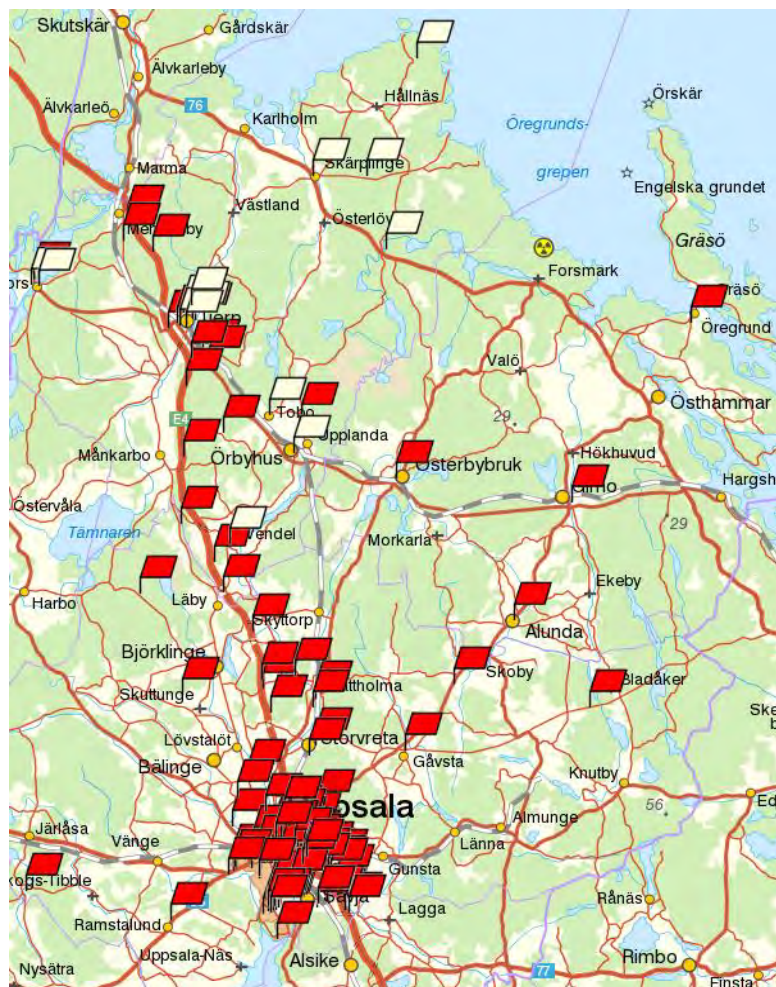 Skutskär
Gårdskär
Älvkarleby
Hållnäs
Örskär
76
Älvkarleö
Karlholm
Öregrunds-
grepen
Skärplinge
Marma
Engelska grundet
Västland
Österlöv
Gräsö
Forsmark
Gräsö
Öregrund
Valö
Östhammar
29
Tobo
E4
Upplanda
Månkarbo
Örbyhus
Österbybruk
Hökhuvud
Östervåla
Vendel
Tämnaren
Morkarla
29
Harbo
Läby
Ekeby
Skyttorp
Alunda
Björklinge
Skoby
Skuttunge
Bladåker
Lövstalöt
Storvreta
Bälinge
Gåvsta
Knutby
56
Järlåsa
Almunge
Vänge
Länna
Gunsta
Sävja
Lagga
Rånäs
Ramstalund
Uppsala-Näs
Alsike
Nysätra
77
Rimbo
Finsta